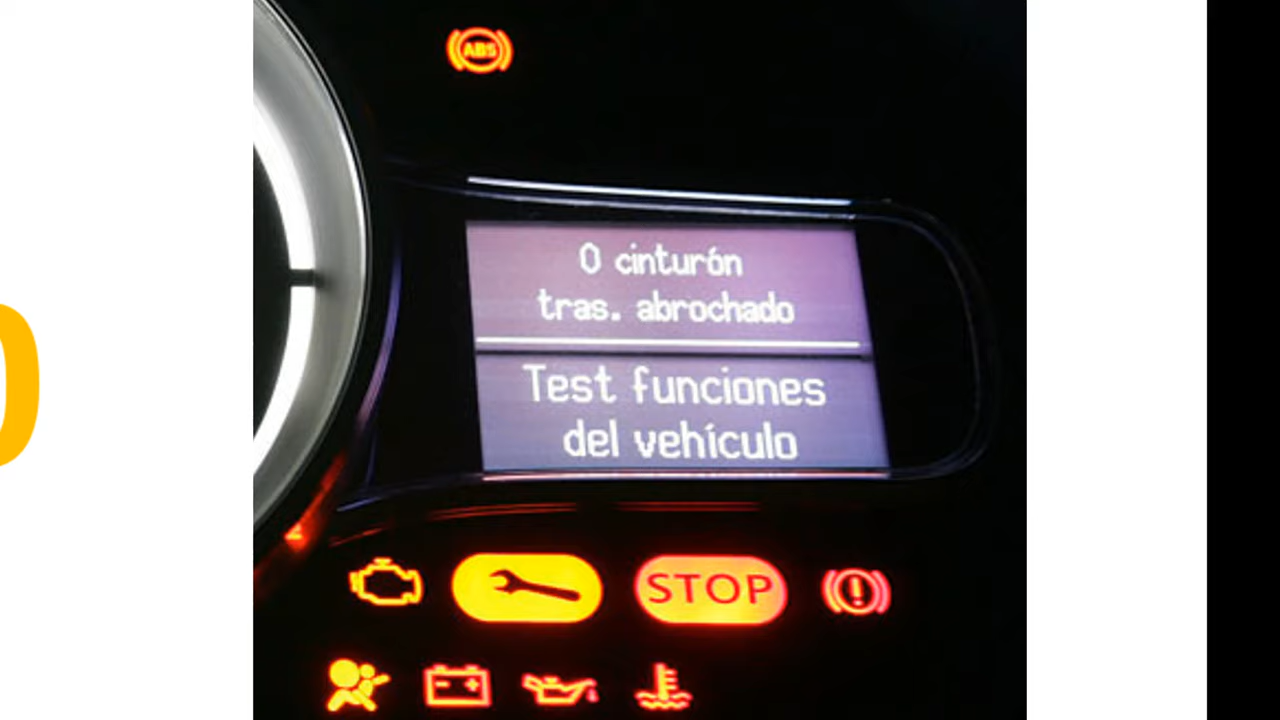 ABS
0 cinturón
tras. abrochado
Test funciones
del vehículo
STOP